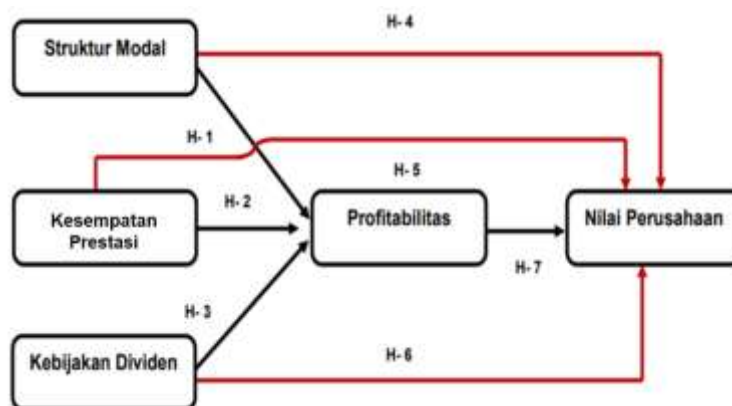 H- 4
Struktur Modal
H- 1
H- 5
Kesempatan
Prestasi
H- 2
Profitabilitas
Nilai Perusahaan
H- 7
H- 3
Kebijakan Dividen
H- 6